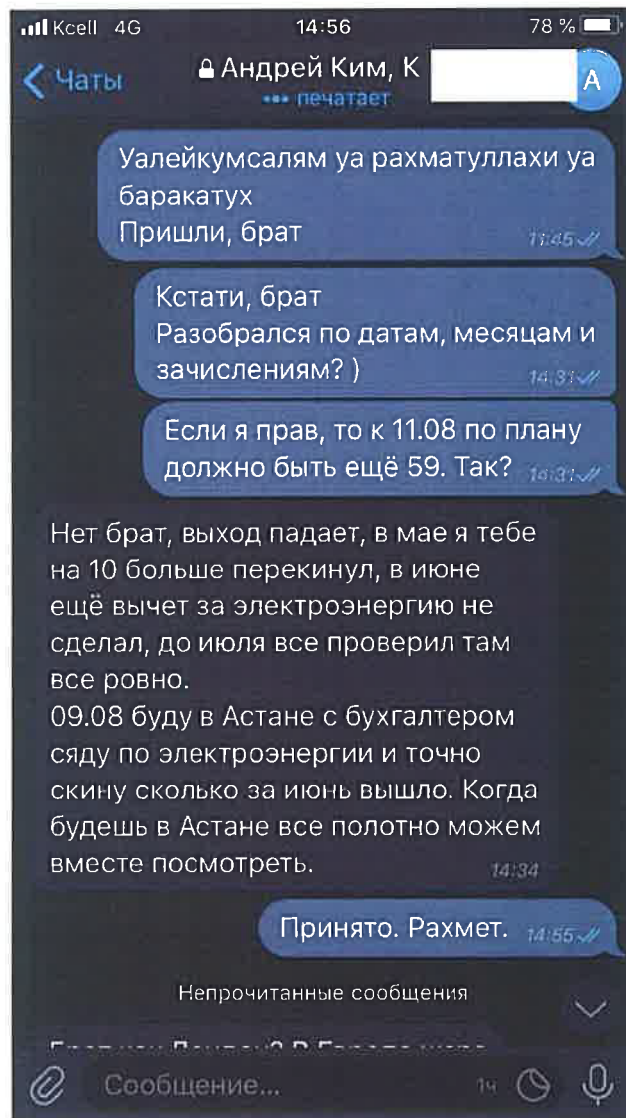 Kcell 4G 14:56 78 %
Чаты
Андрей Ким, К
A
печатает
Уалейкумсалям уа рахматуллахи уа
баракатух
Пришли, брат
11:45
Кстати, брат
Разобрался по датам, месяцам и
зачислениям? )
14:31
Если я прав, то к 11.08 по плану
должно быть ещё 59. Так?
14:31
Нет брат, выход падает, в мае я тебе
на 10 больше перекинул, в июне
ещё вычет за электроэнергию не
сделал, до июля все проверил там
все ровно.
09.08 буду в Астане с бухгалтером
сяду по электроэнергии и точно
скину сколько за июнь вышло. Когда
будешь в Астане все полотно можем
вместе посмотреть.
14:34
Принято. Рахмет.
14:55
Непрочитанные сообщения
Сообщение...
1ч